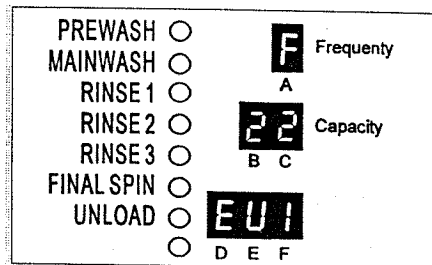 PREWASH
F Frequenty
MAINWASH
A
RINSE 1
RINSE 2
22 Capacity
RINSE 3
B C
FINAL SPIN
UNLOAD
EU1
D E F